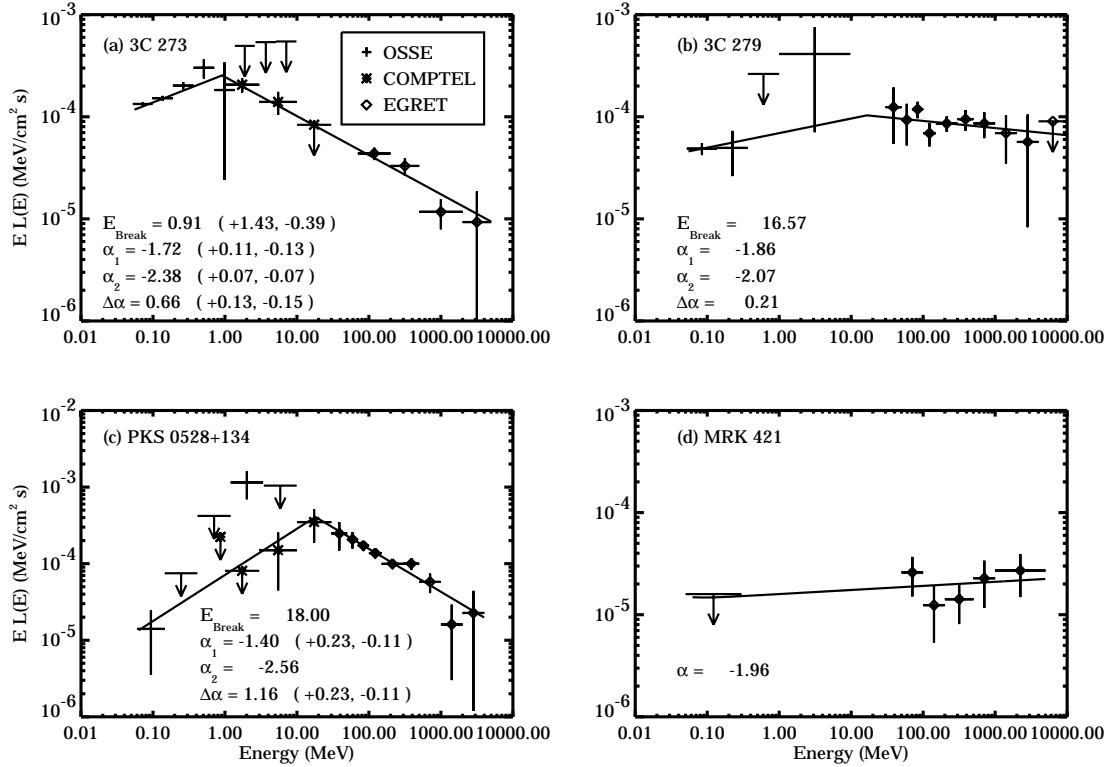 (a) 3C 273
OSSE
COMPTEL
EGRET
E_Break = 0.91 ( +1.43, -0.39)
α_1 = -1.72 ( +0.11, -0.13)
α_2 = -2.38 ( +0.07, -0.07)
Δα = 0.66 ( +0.13, -0.15)
10^-3
10^-4
10^-5
10^-6
E L(E) (MeV/cm^2 s)
0.01 0.10 1.00 10.00 100.00 1000.00 10000.00
(b) 3C 279
E_Break = 16.57
α_1 = -1.86
α_2 = -2.07
Δα = 0.21
10^-3
10^-4
10^-5
10^-6
0.01 0.10 1.00 10.00 100.00 1000.00 10000.00
(c) PKS 0528+134
E_Break = 18.00
α_1 = -1.40 ( +0.23, -0.11)
α_2 = -2.56
Δα = 1.16 ( +0.23, -0.11)
10^-2
10^-3
10^-4
10^-5
10^-6
E L(E) (MeV/cm^2 s)
0.01 0.10 1.00 10.00 100.00 1000.00 10000.00
Energy (MeV)
(d) MRK 421
α = -1.96
10^-3
10^-4
10^-5
10^-6
0.01 0.10 1.00 10.00 100.00 1000.00 10000.00
Energy (MeV)